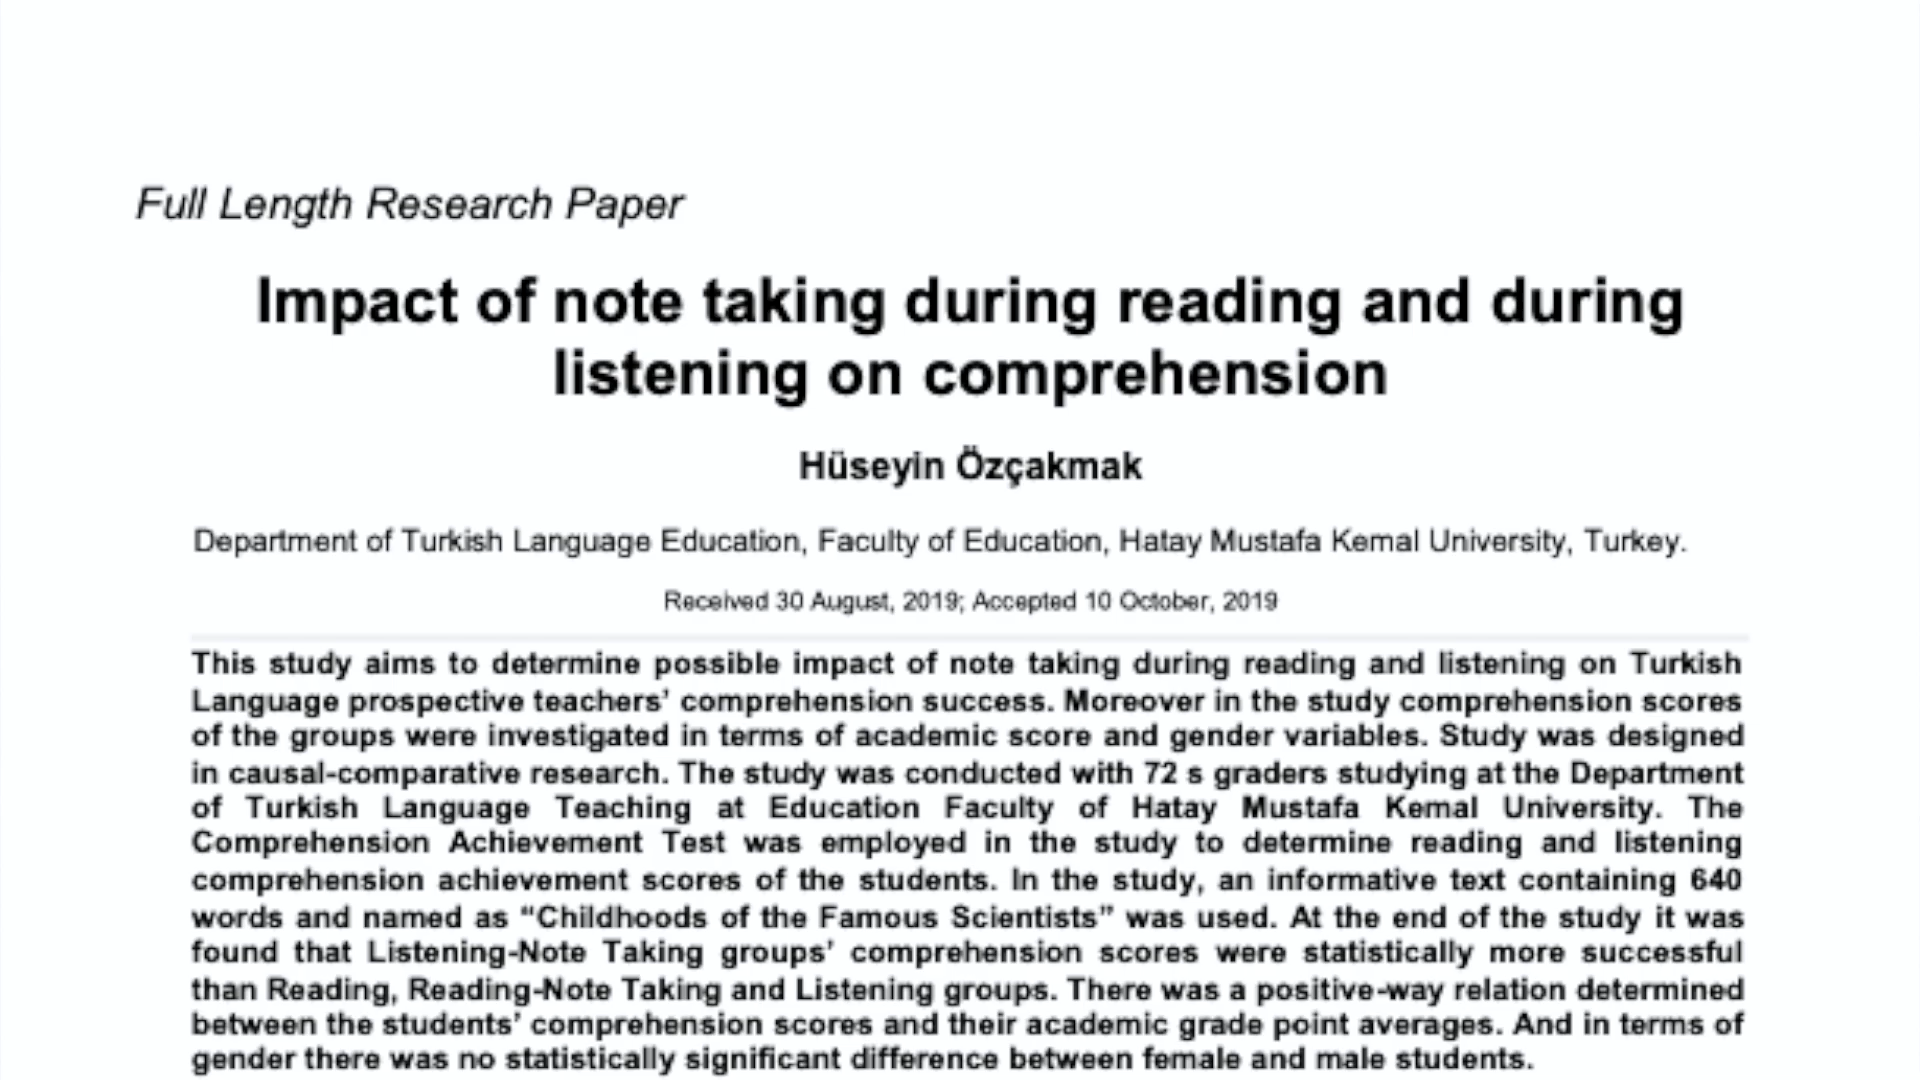 Full Length Research Paper
Impact of note taking during reading and during
listening on comprehension
Hüseyin Özçakmak
Department of Turkish Language Education, Faculty of Education, Hatay Mustafa Kemal University, Turkey.
Received 30 August, 2019; Accepted 10 October, 2019
This study aims to determine possible impact of note taking during reading and listening on Turkish
Language prospective teachers’ comprehension success. Moreover in the study comprehension scores
of the groups were investigated in terms of academic score and gender variables. Study was designed
in causal-comparative research. The study was conducted with 72 s graders studying at the Department
of Turkish Language Teaching at Education Faculty of Hatay Mustafa Kemal University. The
Comprehension Achievement Test was employed in the study to determine reading and listening
comprehension achievement scores of the students. In the study, an informative text containing 640
words and named as “Childhoods of the Famous Scientists” was used. At the end of the study it was
found that Listening-Note Taking groups’ comprehension scores were statistically more successful
than Reading, Reading-Note Taking and Listening groups. There was a positive-way relation determined
between the students’ comprehension scores and their academic grade point averages. And in terms of
gender there was no statistically significant difference between female and male students.